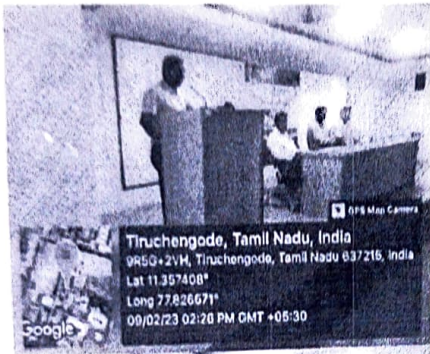 GPS Map Camera
Tiruchengode, Tamil Nadu, India
9R5G+2VH, Tiruchengode, Tamil Nadu 637215, India
Lat 11.357408°
Long 77.826671°
09/02/23 02:26 PM GMT +05:30
Google